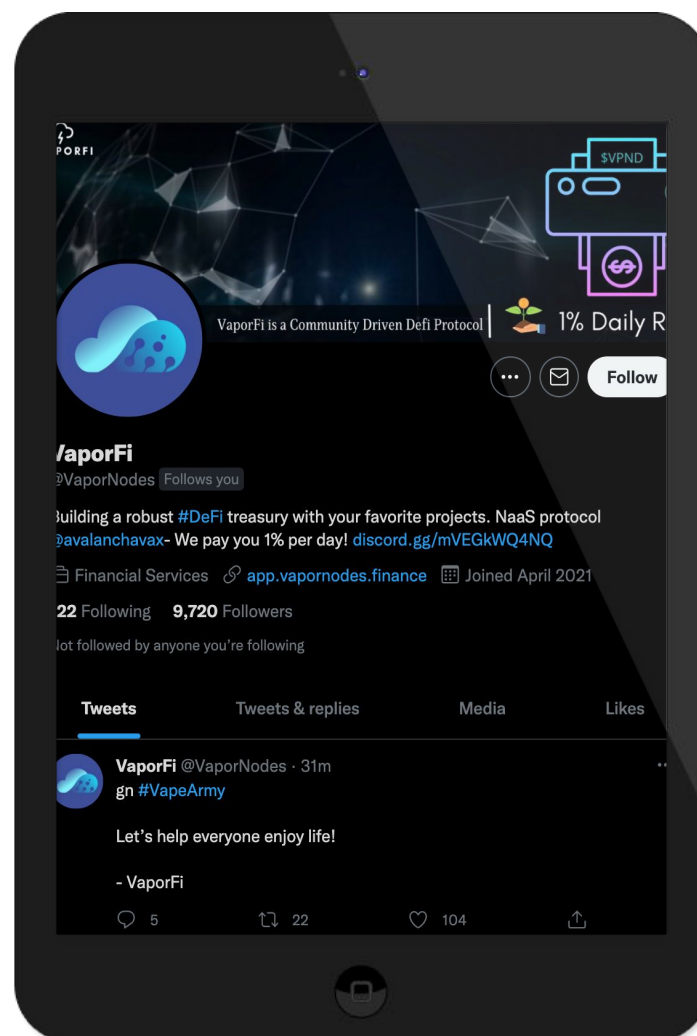 PORFI
$VPND
VaporFi is a Community Driven Defi Protocol
1% Daily R
Follow
VaporFi
@VaporNodes Follows you
Building a robust #DeFi treasury with your favorite projects. NaaS protocol
@avalanchavax- We pay you 1% per day! discord.gg/mVEGkWQ4NQ
Financial Services app.vapornodes.finance Joined April 2021
22 Following 9,720 Followers
Not followed by anyone you're following
Tweets Tweets & replies Media Likes
VaporFi @VaporNodes · 31m
gn #VapeArmy
Let's help everyone enjoy life!
- VaporFi
5 22 104